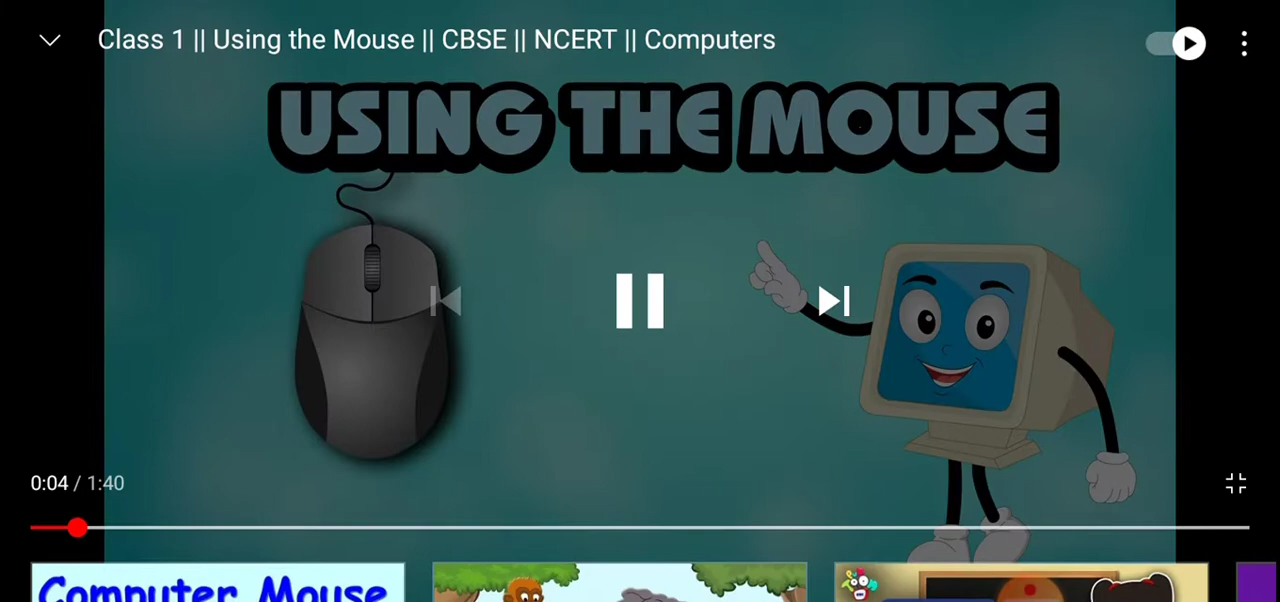 Class 1 || Using the Mouse || CBSE || NCERT || Computers
USING THE MOUSE
0:04 / 1:40
Computer Mouse